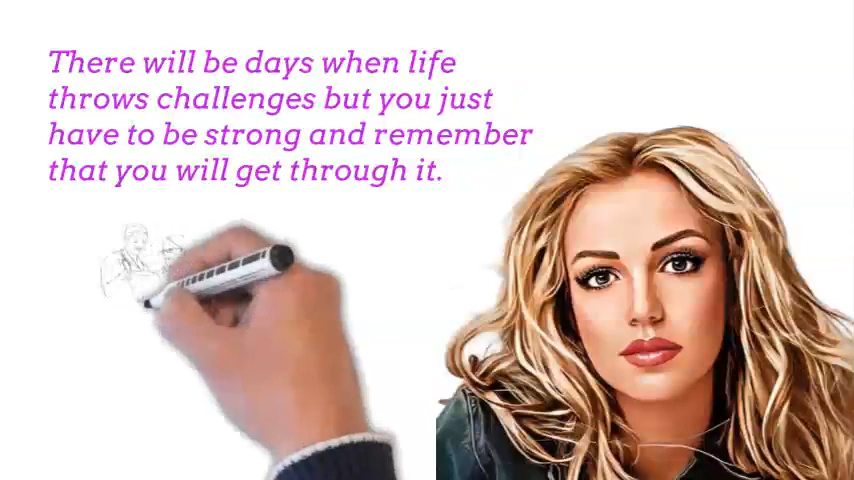 There will be days when life
throws challenges but you just
have to be strong and remember
that you will get through it.